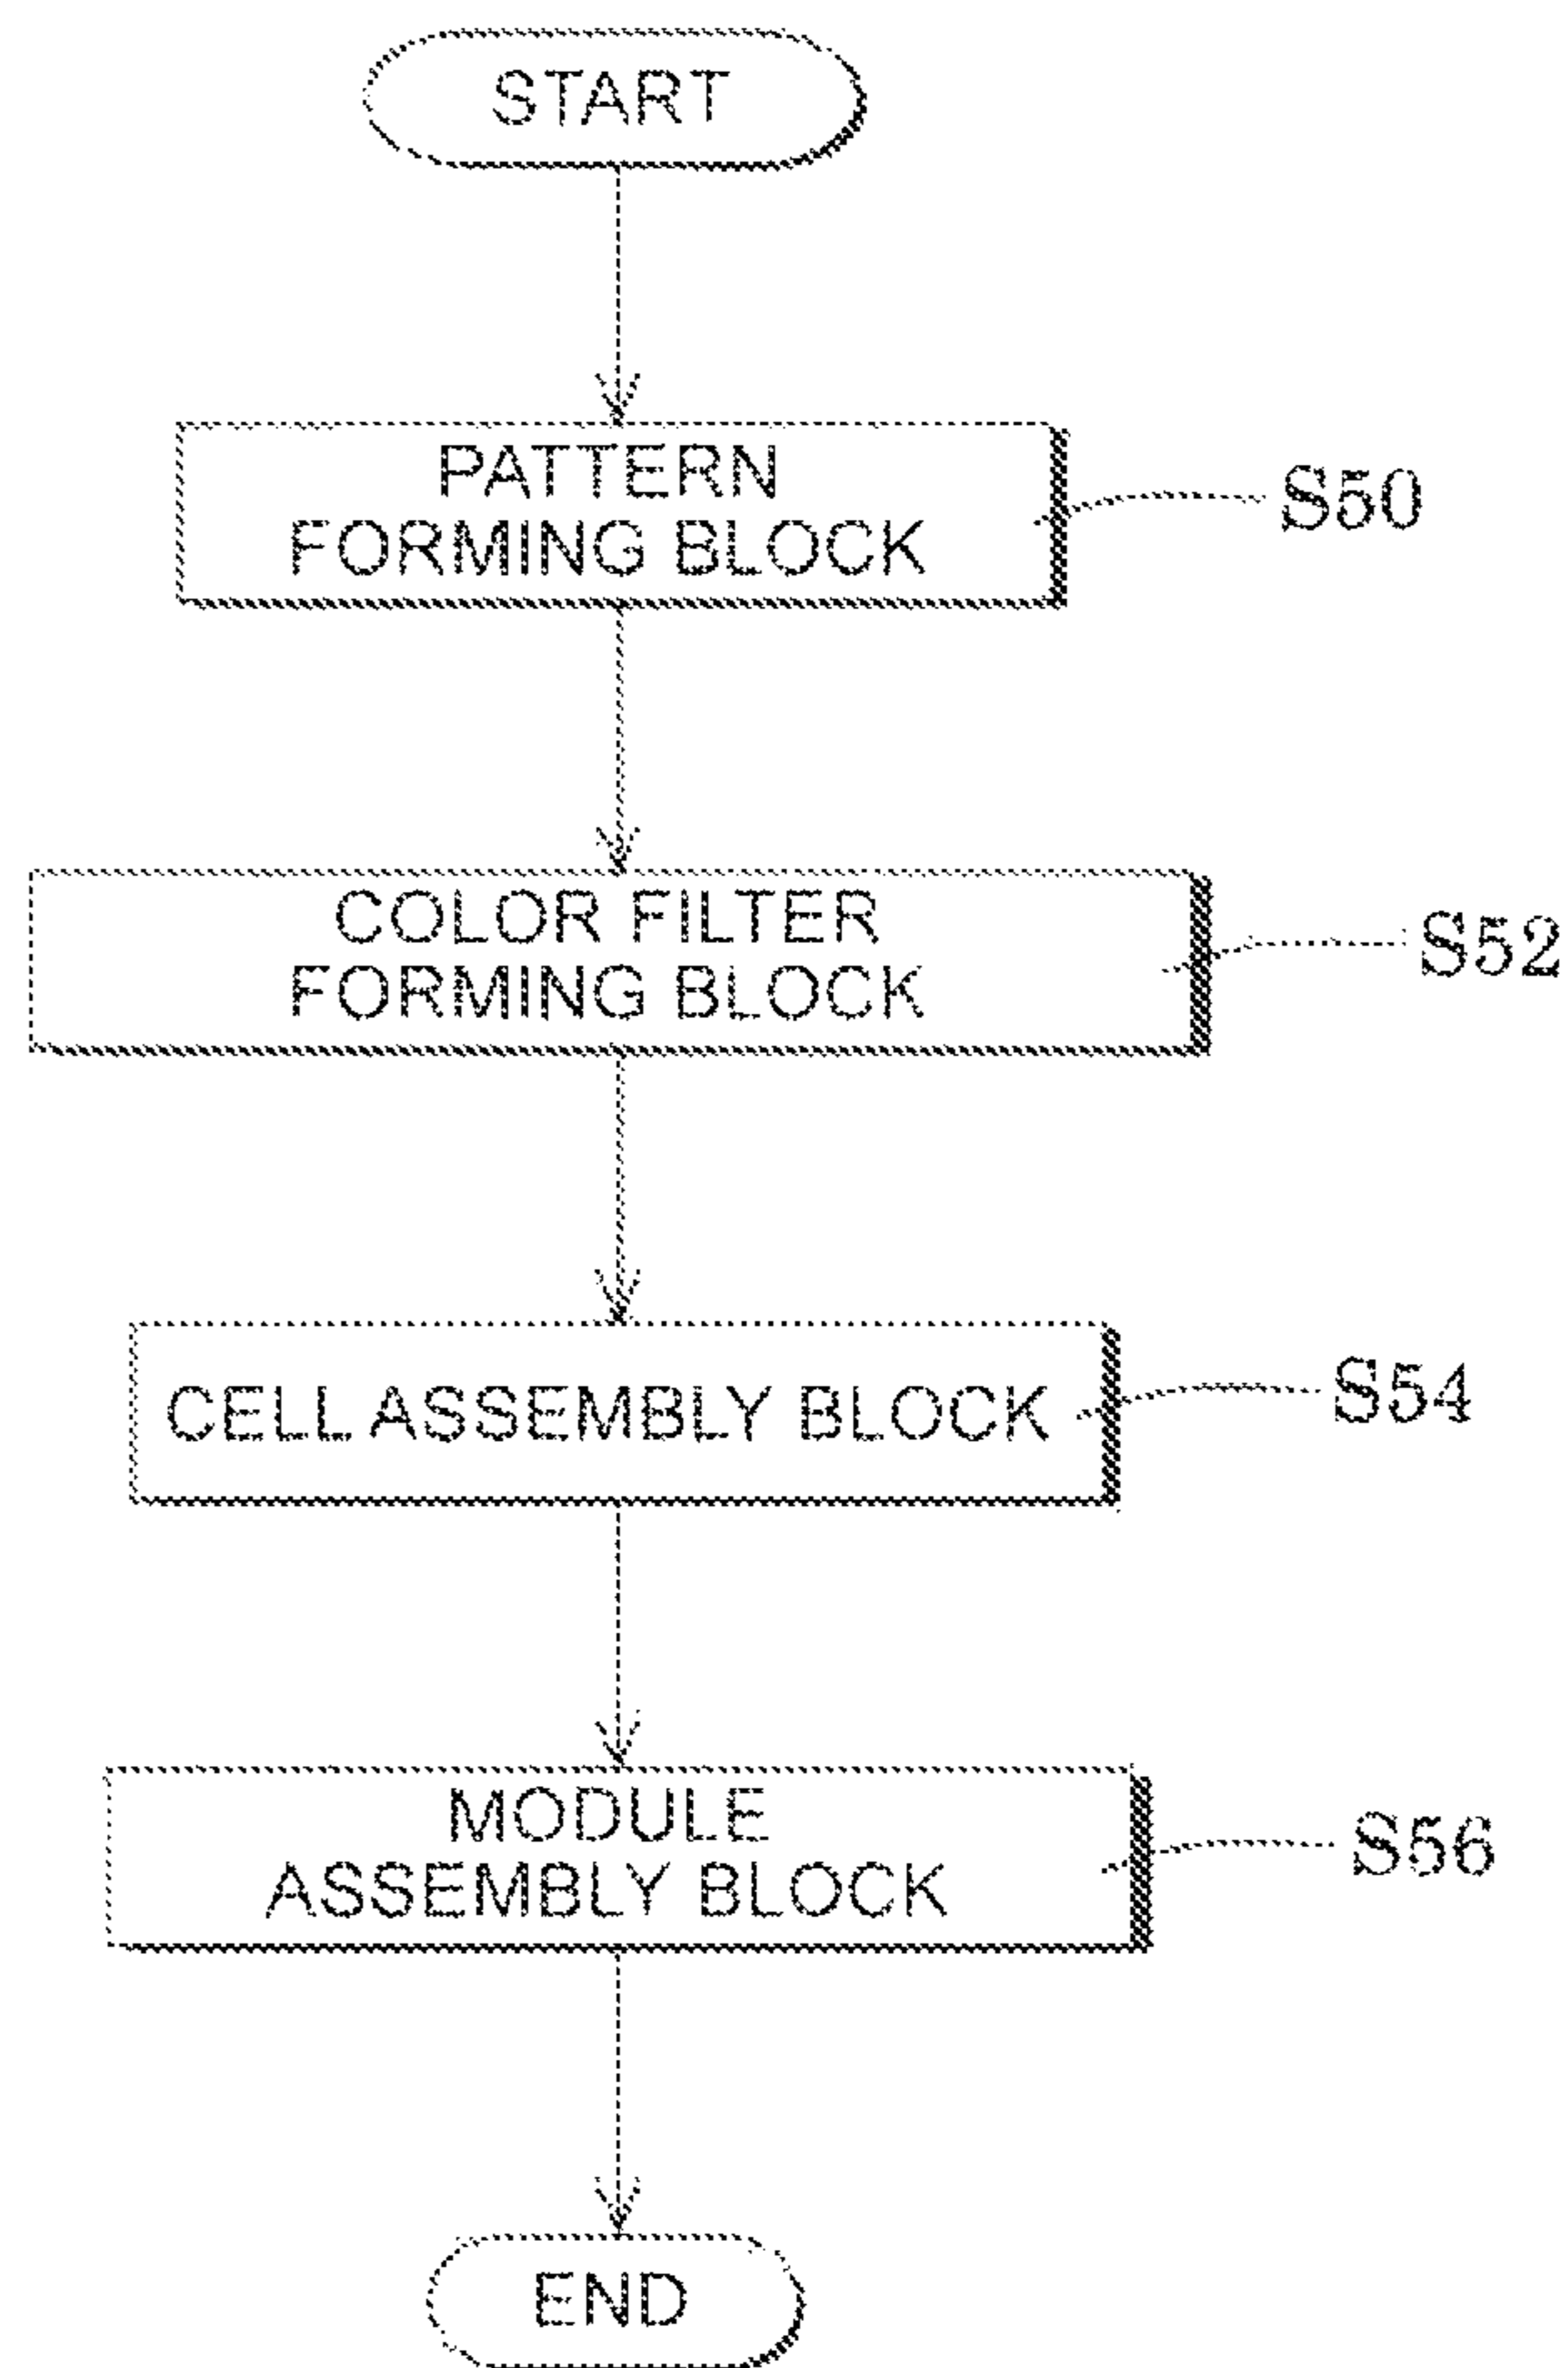 START
PATTERN
FORMING BLOCK
S50
COLOR FILTER
FORMING BLOCK
S52
CELL ASSEMBLY BLOCK
S54
MODULE
ASSEMBLY BLOCK
S56
END